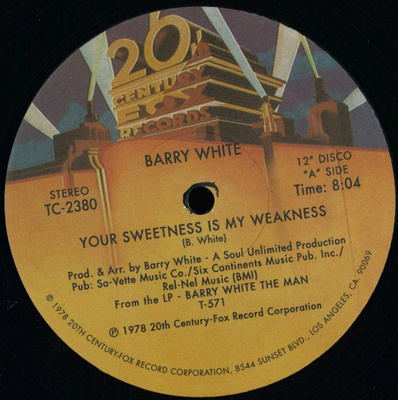 20th
CENTURY
FOX
RECORDS
BARRY WHITE
STEREO
TC-2380
12" DISCO
"A" SIDE
Time: 8:04
YOUR SWEETNESS IS MY WEAKNESS
(B. White)
Prod. & Arr. by Barry White - A Soul Unlimited Production
Pub: Sa-Vette Music Co./Six Continents Music Pub. Inc./
Rel-Nel Music (BMI)
From the LP - BARRY WHITE THE MAN
T-571
℗ 1978 20th Century-Fox Record Corporation
© 1978 20TH CENTURY-FOX RECORD CORPORATION, 8544 SUNSET BLVD., LOS ANGELES, CA. 90069